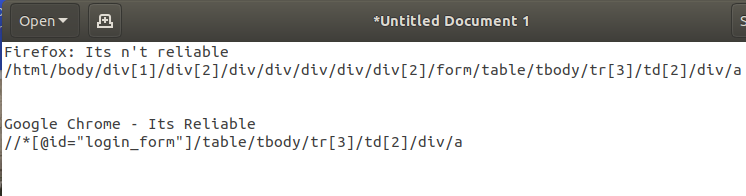 Open
*Untitled Document 1
S
Firefox: Its n't reliable
/html/body/div[1]/div[2]/div/div/div/div/div[2]/form/table/tbody/tr[3]/td[2]/div/a
Google Chrome - Its Reliable
//*[@id="login_form"]/table/tbody/tr[3]/td[2]/div/a